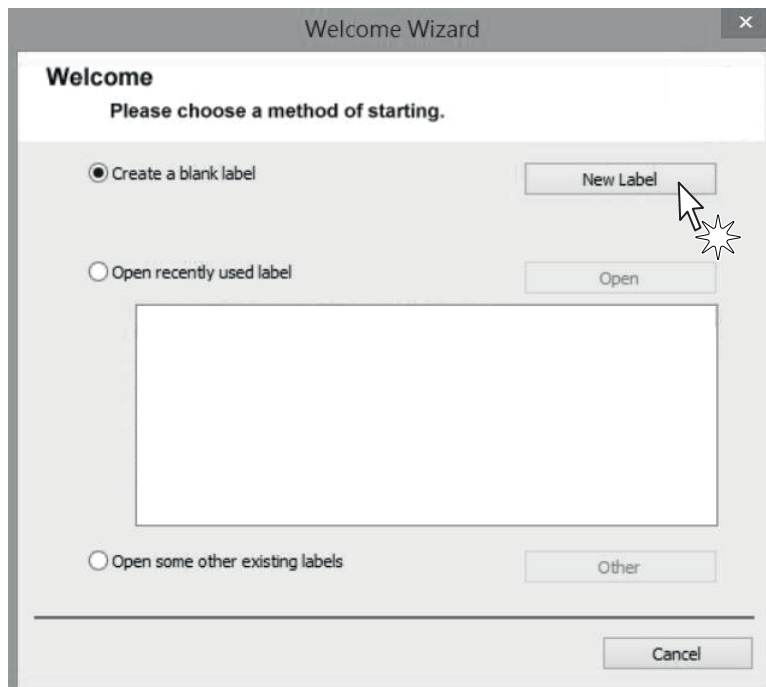 Welcome Wizard
Welcome
Please choose a method of starting.
Create a blank label
New Label
Open recently used label
Open
Open some other existing labels
Other
Cancel